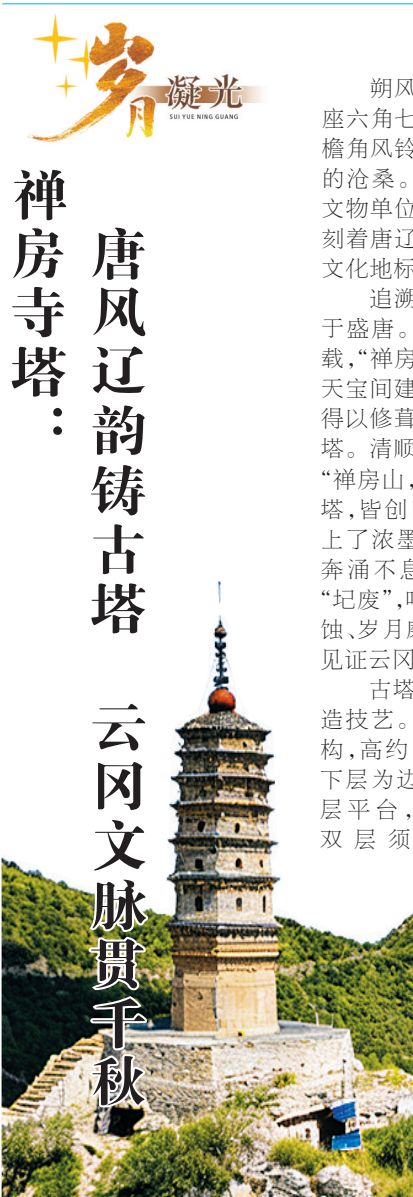 岁月凝光
SUI YUE NING GUANG
禅房寺塔：
唐风辽韵铸古塔 云冈文脉贯千秋
朔风
座六角七
檐角风铃
的沧桑。
文物单位
刻着唐辽
文化地标
追溯
于盛唐。
载，“禅房
天宝间建
得以修葺
塔。清顺
“禅房山，
塔，皆创
上了浓墨
奔涌不息
“圮废”，
蚀、岁月
见证云冈
古塔
造技艺。
构，高约
下层为边
层平台，
双层须